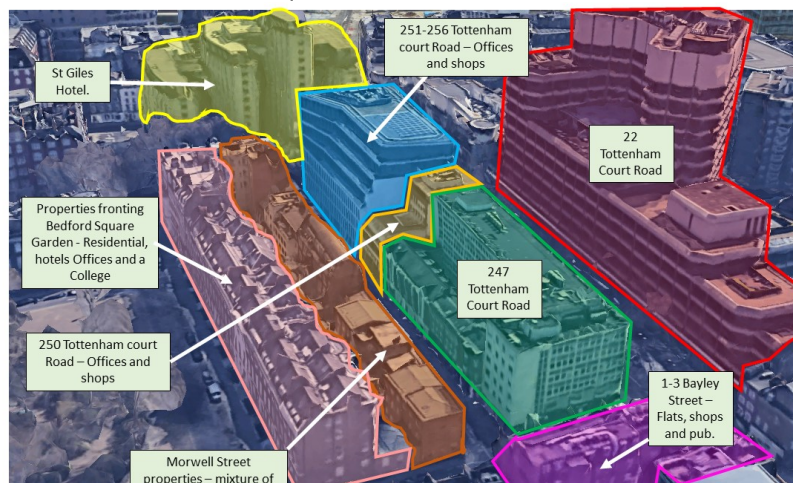 251-256 Tottenham
court Road – Offices
and shops
St Giles
Hotel.
22
Tottenham
Court Road
Properties fronting
Bedford Square
Garden - Residential,
hotels Offices and a
College
247
Tottenham
Court Road
250 Tottenham court
Road – Offices and
shops
1-3 Bayley
Street –
Flats, shops
and pub.
Morwell Street
properties – mixture of